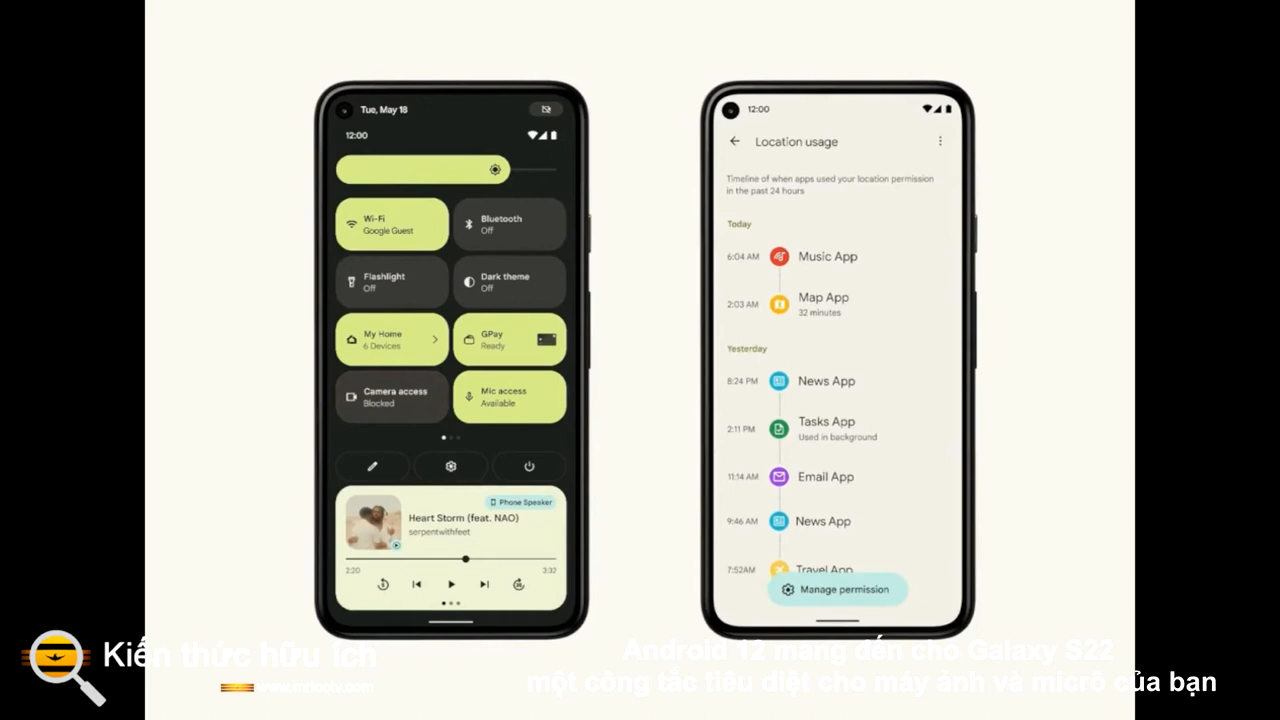 Tue, May 18
12:00
Wi-Fi
Google Guest
Bluetooth
Off
Flashlight
Off
Dark theme
Off
My Home
6 Devices
GPay
Ready
Camera access
Blocked
Mic access
Available
Phone Speaker
Heart Storm (feat. NAO)
serpentwithfeet
2:20
3:32
12:00
Location usage
Timeline of when apps used your location permission
in the past 24 hours
Today
6:04 AM Music App
2:03 AM Map App
32 minutes
Yesterday
8:24 PM News App
2:11 PM Tasks App
Used in background
11:14 AM Email App
9:46 AM News App
7:52AM Travel App
Manage permission
Kiến thức hữu ích
Android 12 mang đến cho Galaxy S22
một công tắc tiêu diệt cho máy ảnh và micrô của bạn